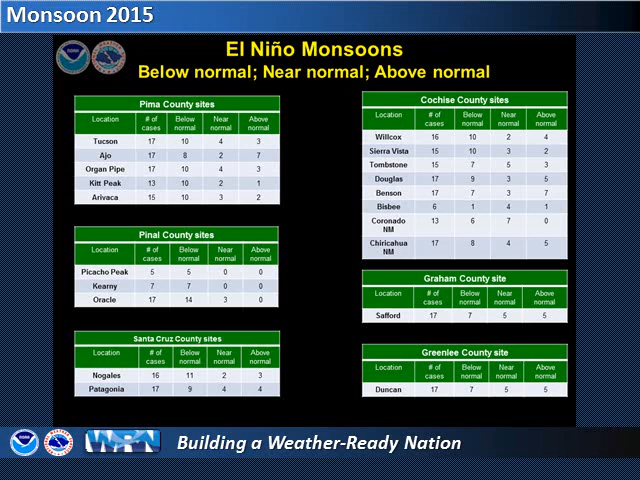 Monsoon 2015
El Niño Monsoons
Below normal; Near normal; Above normal
Pima County sites
Location # of cases Below normal Near normal Above normal
Tucson 17 10 4 3
Ajo 17 8 2 7
Organ Pipe 17 10 4 3
Kitt Peak 13 10 2 1
Arivaca 15 10 3 2
Pinal County sites
Location # of cases Below normal Near normal Above normal
Picacho Peak 5 5 0 0
Kearny 7 7 0 0
Oracle 17 14 3 0
Santa Cruz County sites
Location # of cases Below normal Near normal Above normal
Nogales 16 11 2 3
Patagonia 17 9 4 4
Cochise County sites
Location # of cases Below normal Near normal Above normal
Willcox 16 10 2 4
Sierra Vista 15 10 3 2
Tombstone 15 7 5 3
Douglas 17 9 3 5
Benson 17 7 3 7
Bisbee 6 1 4 1
Coronado NM 13 6 7 0
Chiricahua NM 17 8 4 5
Graham County site
Location # of cases Below normal Near normal Above normal
Safford 17 7 5 5
Greenlee County site
Location # of cases Below normal Near normal Above normal
Duncan 17 7 5 5
WRN
Building a Weather-Ready Nation